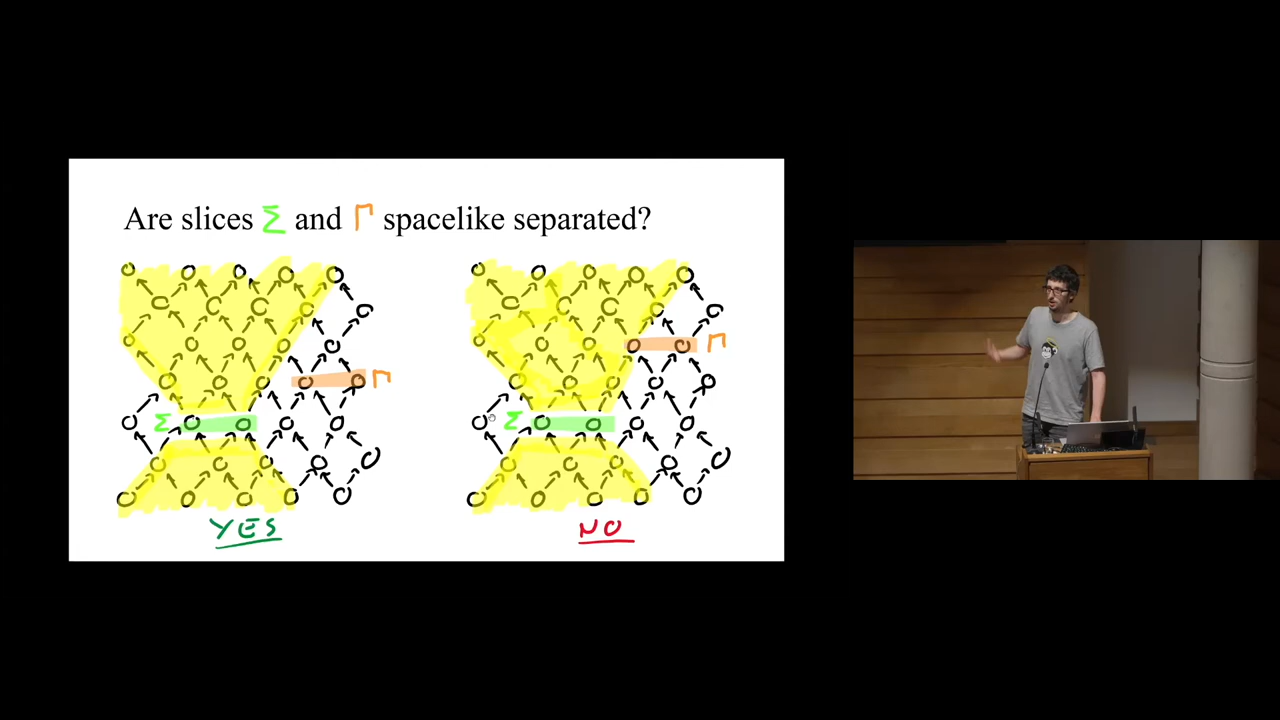 Are slices Σ and Γ spacelike separated?
Σ Γ
Σ Γ
YES NO